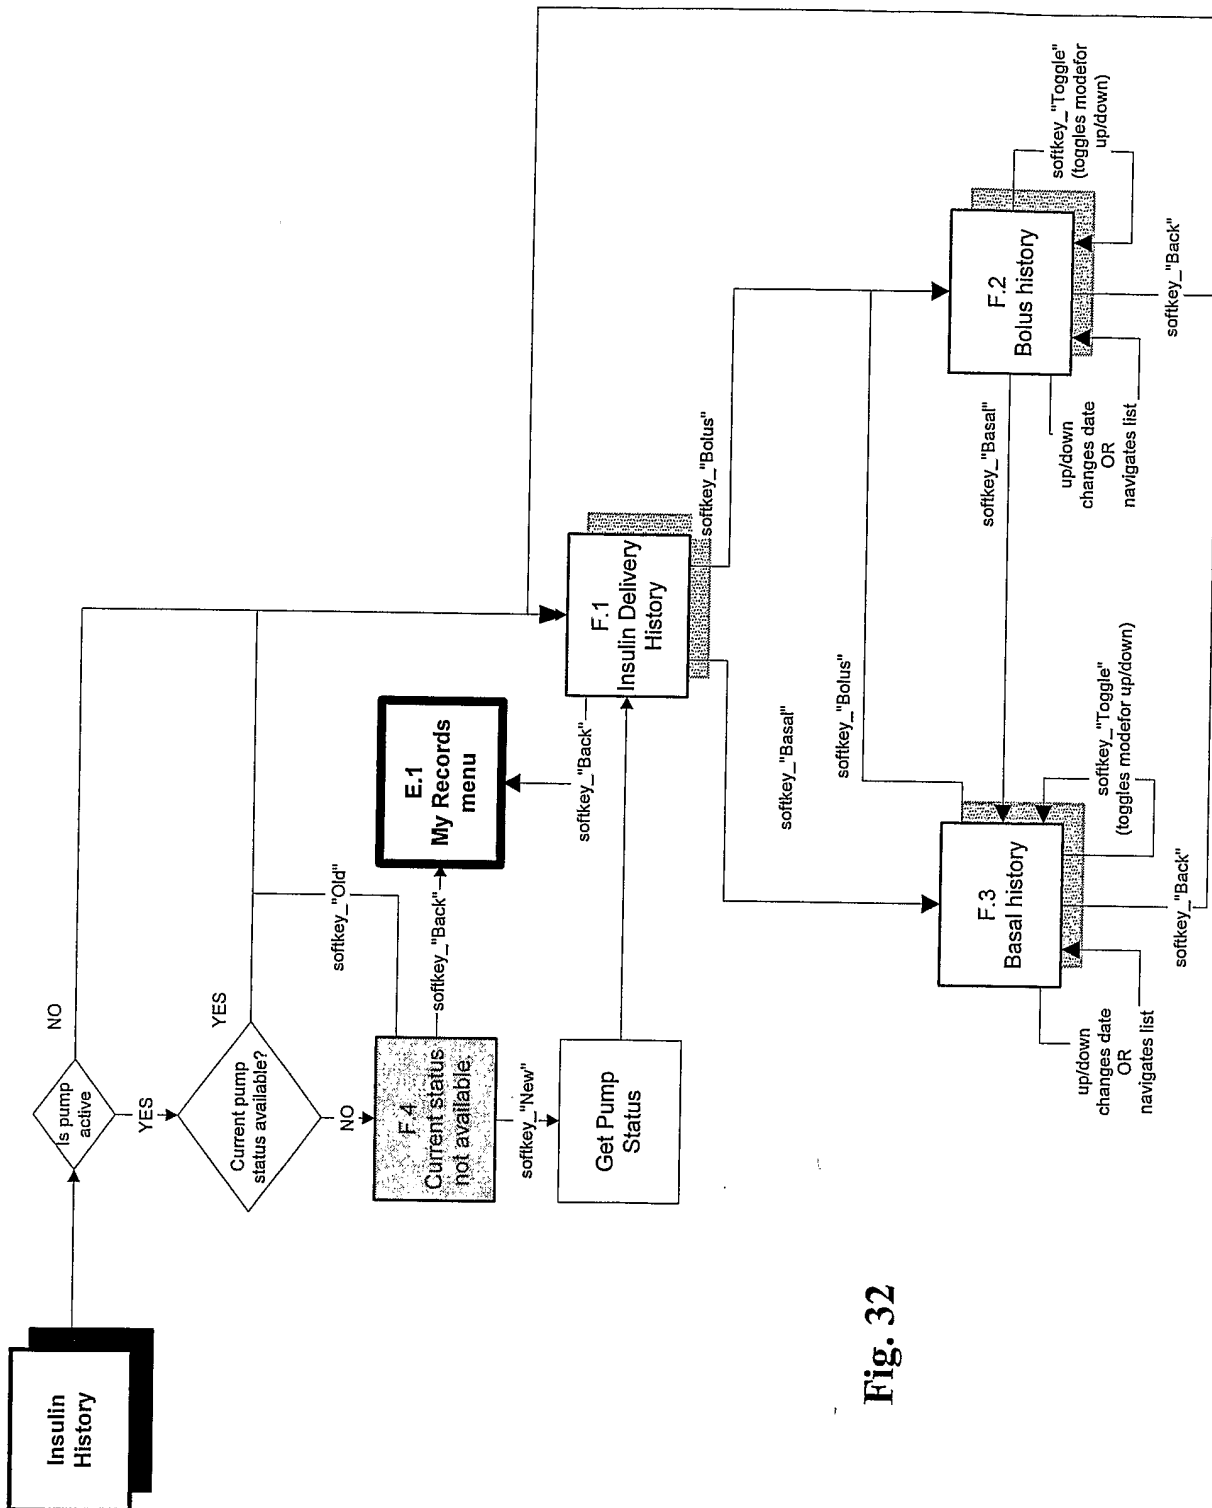 Insulin
History
Is pump
active
NO
YES
Current pump
status available?
YES
NO
F.4
Current status
not available.
softkey_"Old"
softkey_"Back"
softkey_"New"
E.1
My Records
menu
Get Pump
Status
softkey_"Back"
F.1
Insulin Delivery
History
softkey_"Bolus"
softkey_"Basal"
softkey_"Bolus"
softkey_"Basal"
F.3
Basal history
softkey_"Toggle"
(toggles modefor up/down)
softkey_"Back"
up/down
changes date
OR
navigates list
F.2
Bolus history
softkey_"Toggle"
(toggles modefor
up/down)
softkey_"Back"
up/down
changes date
OR
navigates list
Fig. 32